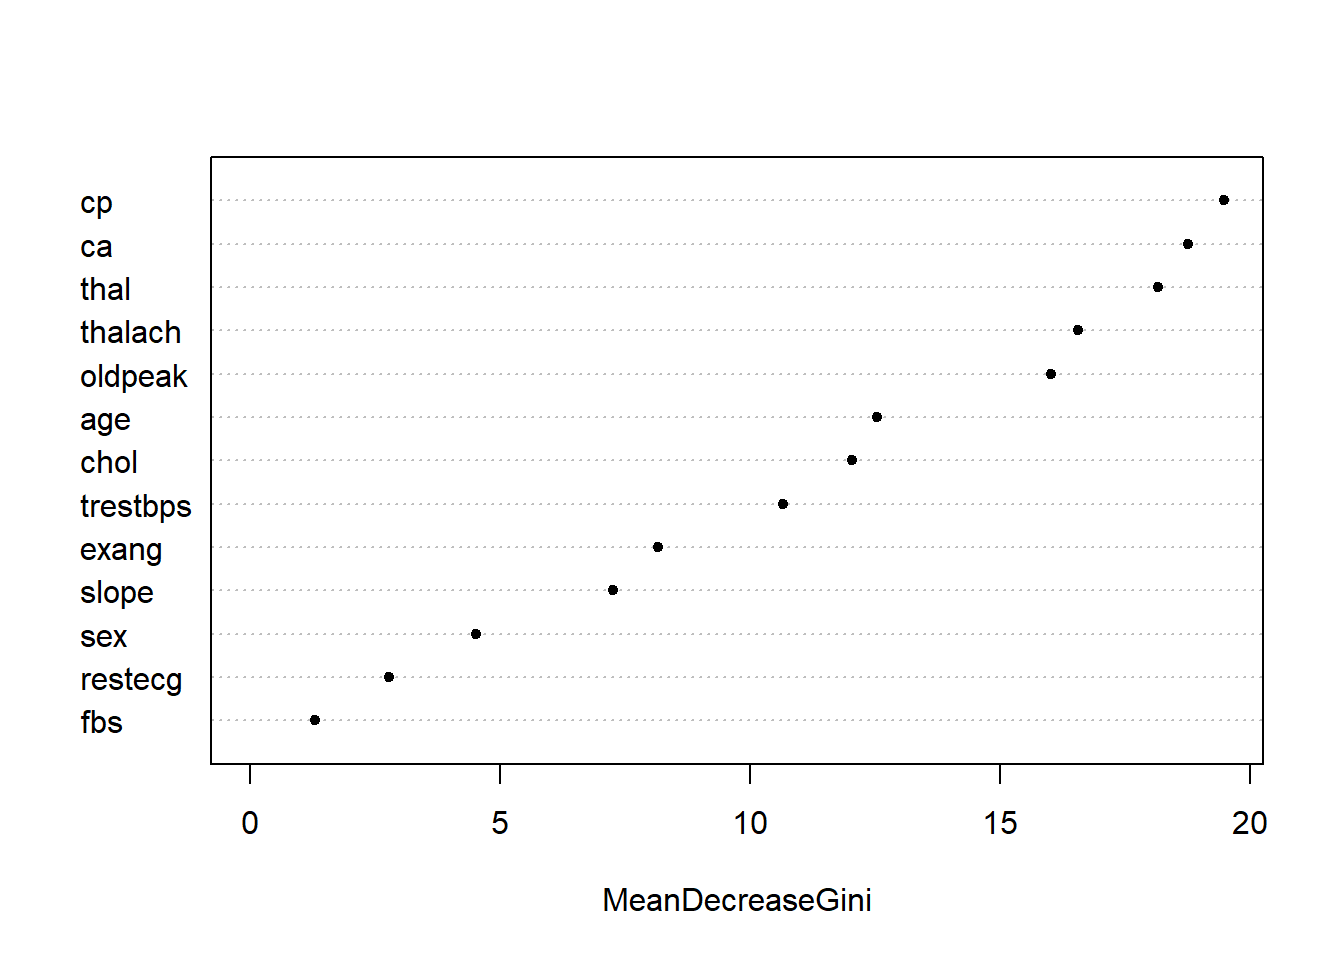 cp
ca
thal
thalach
oldpeak
age
chol
trestbps
exang
slope
sex
restecg
fbs
0 5 10 15 20
MeanDecreaseGini